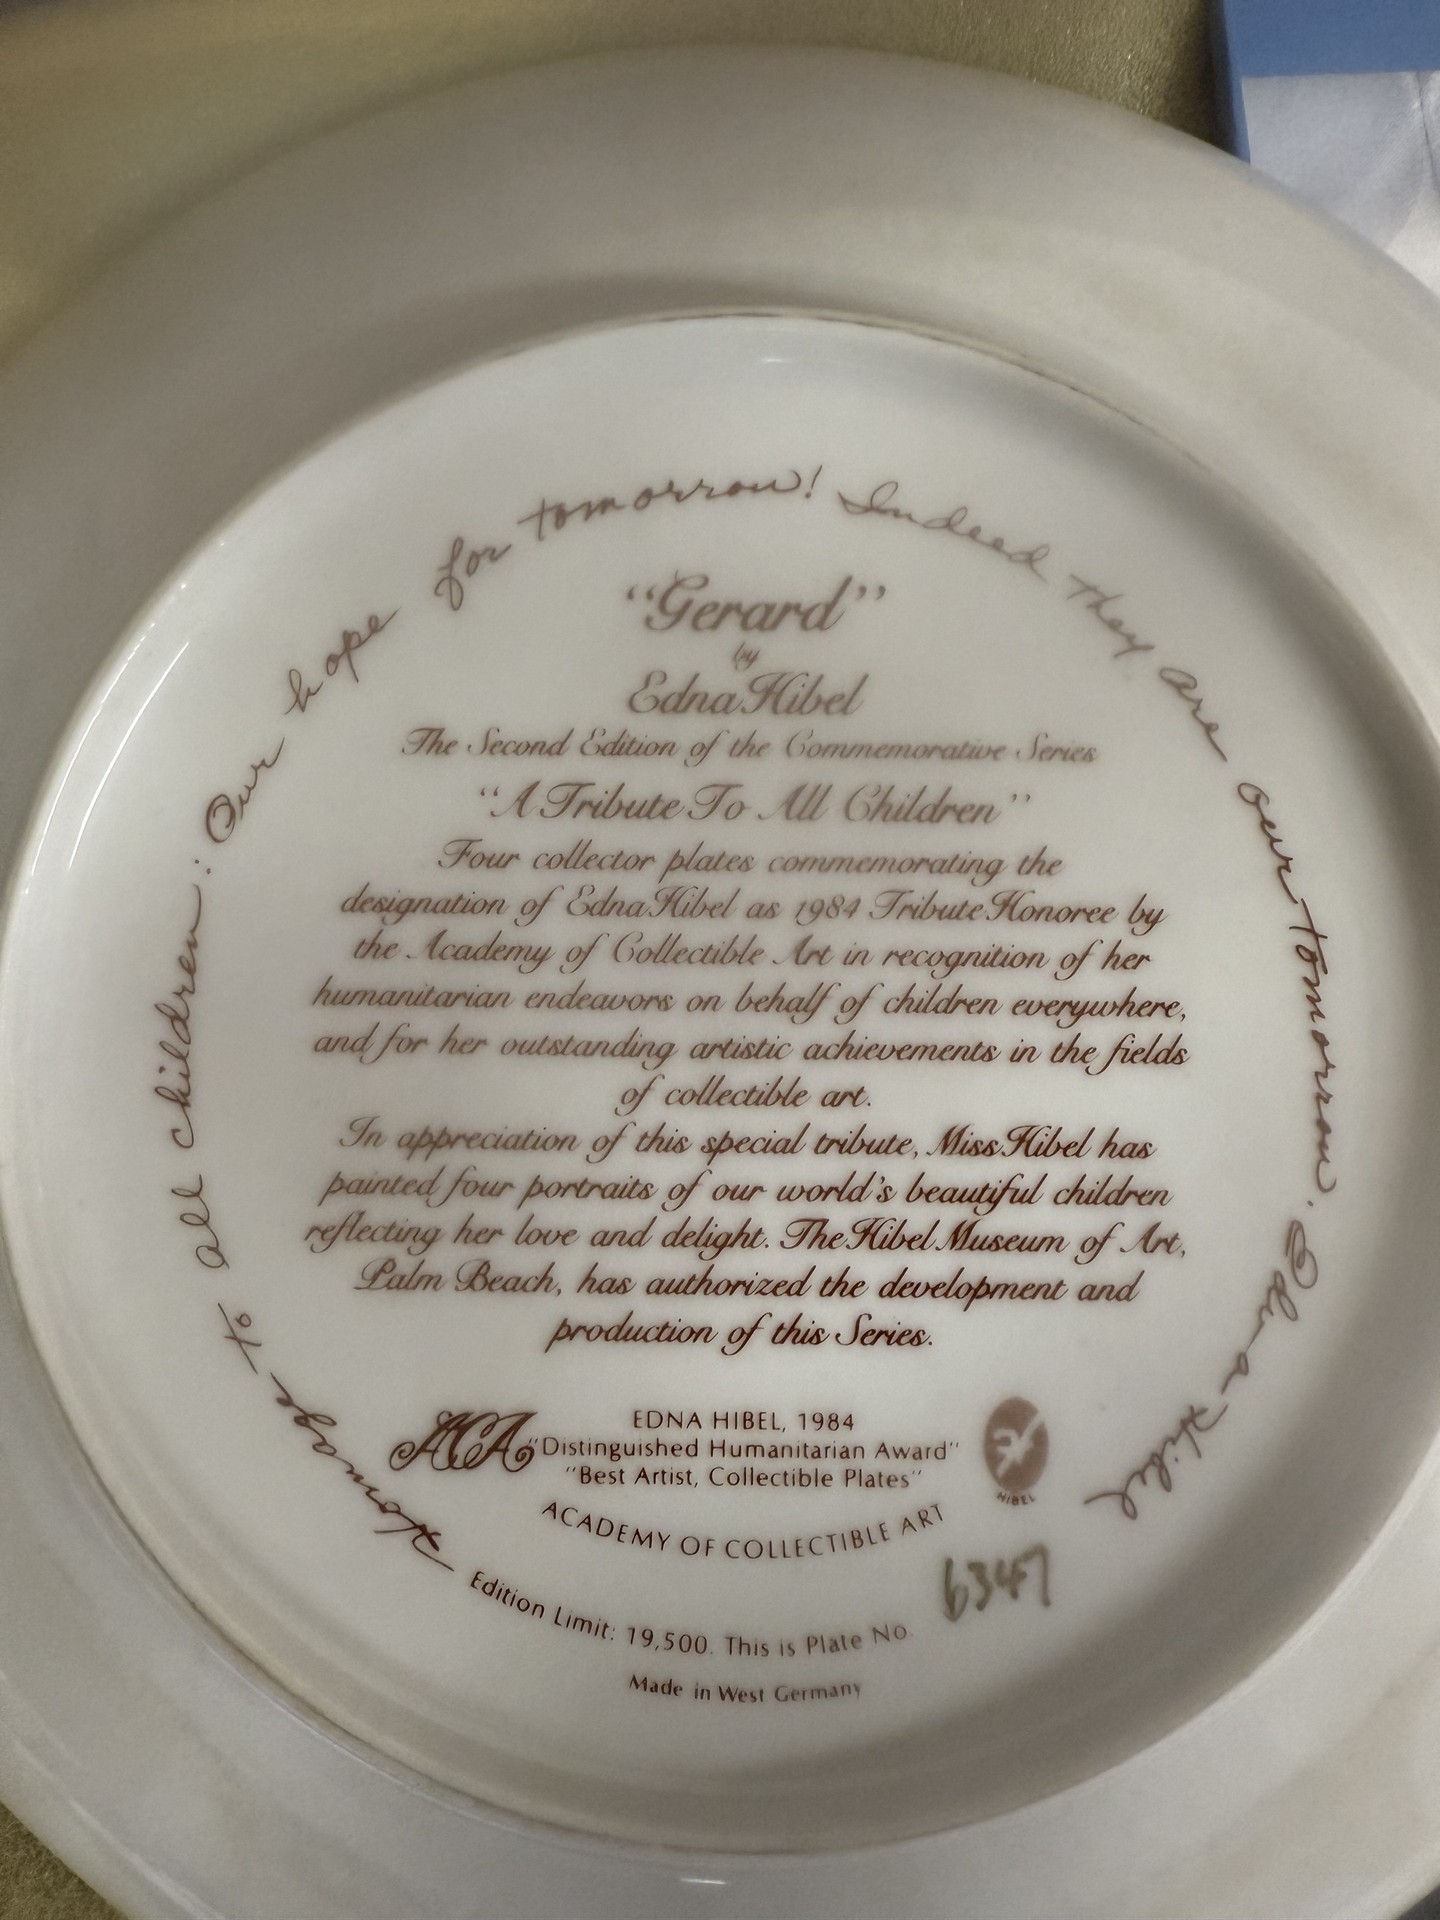 Homage to all children: Our hope for tomorrow! Indeed they are our tomorrow. Edna Hibel
“Gerard”
by
Edna Hibel
The Second Edition of the Commemorative Series
“A Tribute To All Children”
Four collector plates commemorating the
designation of Edna Hibel as 1984 Tribute Honoree by
the Academy of Collectible Art in recognition of her
humanitarian endeavors on behalf of children everywhere,
and for her outstanding artistic achievements in the fields
of collectible art.
In appreciation of this special tribute, Miss Hibel has
painted four portraits of our world's beautiful children
reflecting her love and delight. The Hibel Museum of Art,
Palm Beach, has authorized the development and
production of this Series.
ACA
EDNA HIBEL, 1984
“Distinguished Humanitarian Award”
“Best Artist, Collectible Plates”
ACADEMY OF COLLECTIBLE ART
HIBEL
Edition Limit: 19,500. This is Plate No. 6347
Made in West Germany